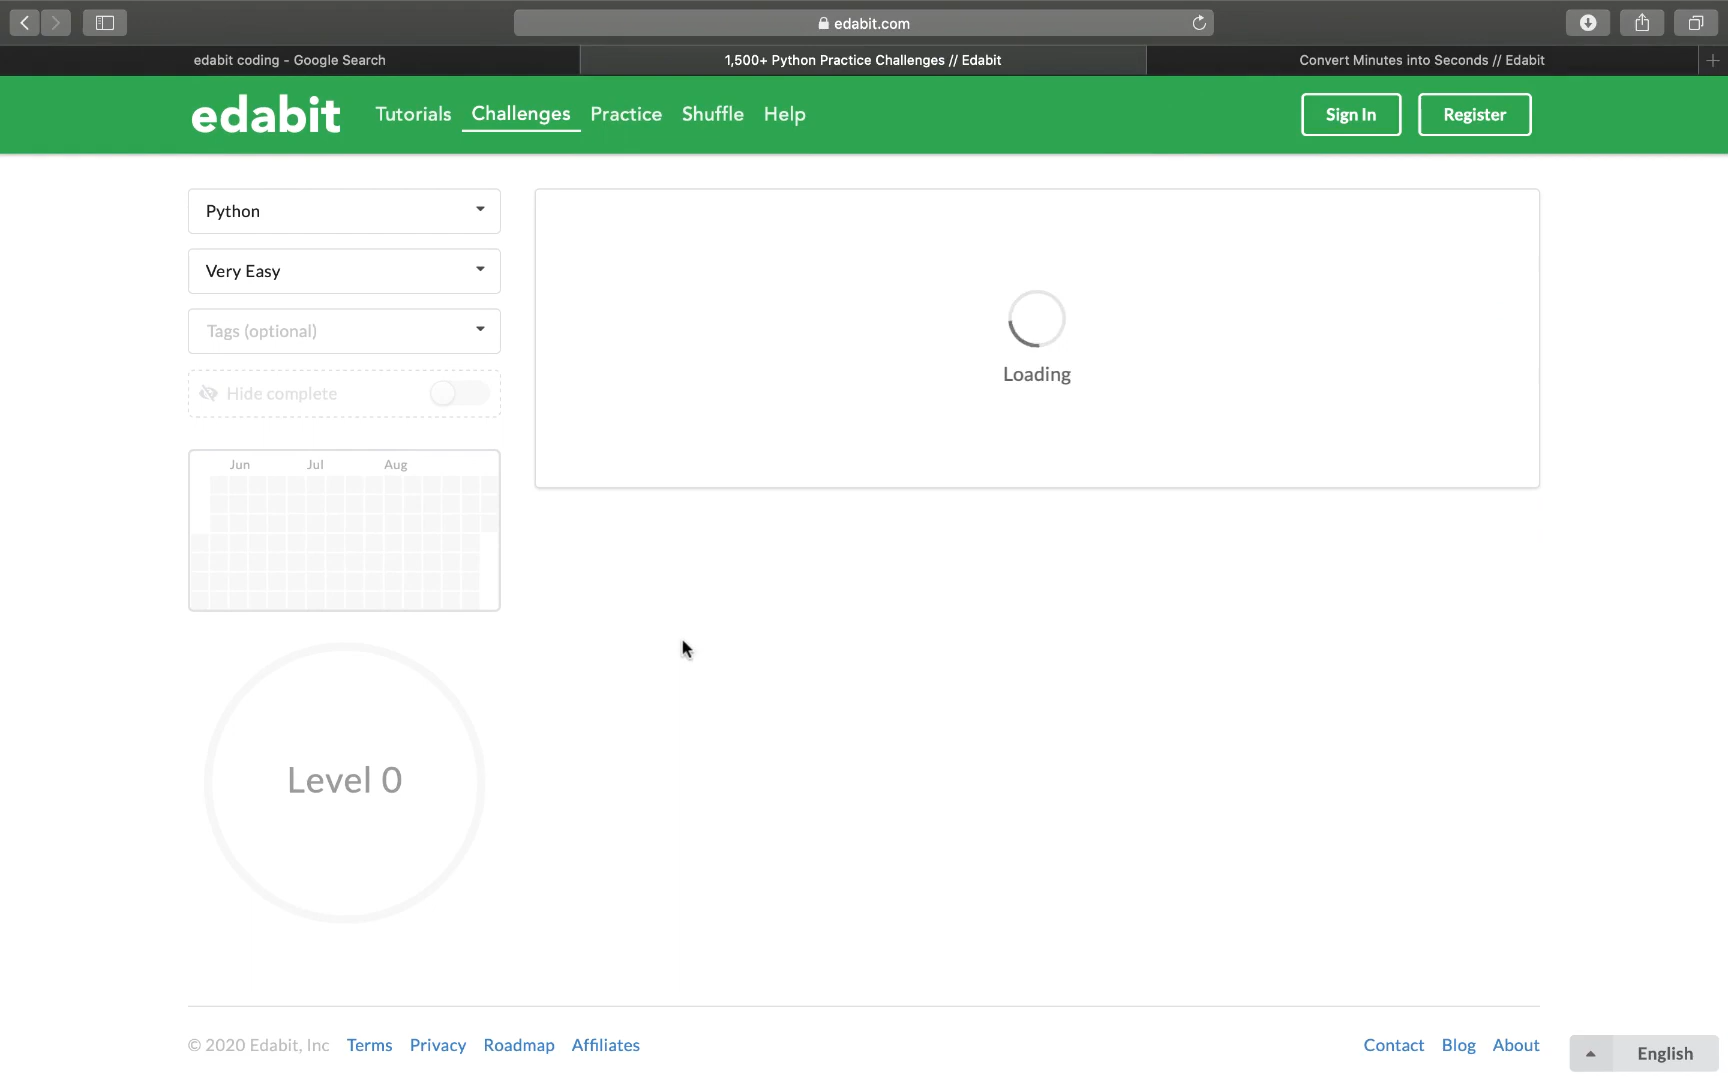 edabit.com
edabit coding - Google Search
1,500+ Python Practice Challenges // Edabit
Convert Minutes into Seconds // Edabit
edabit
Tutorials
Challenges
Practice
Shuffle
Help
Sign In
Register
Python
Very Easy
Tags (optional)
Hide complete
Jun
Jul
Aug
Loading
Level 0
© 2020 Edabit, Inc
Terms
Privacy
Roadmap
Affiliates
Contact
Blog
About
English